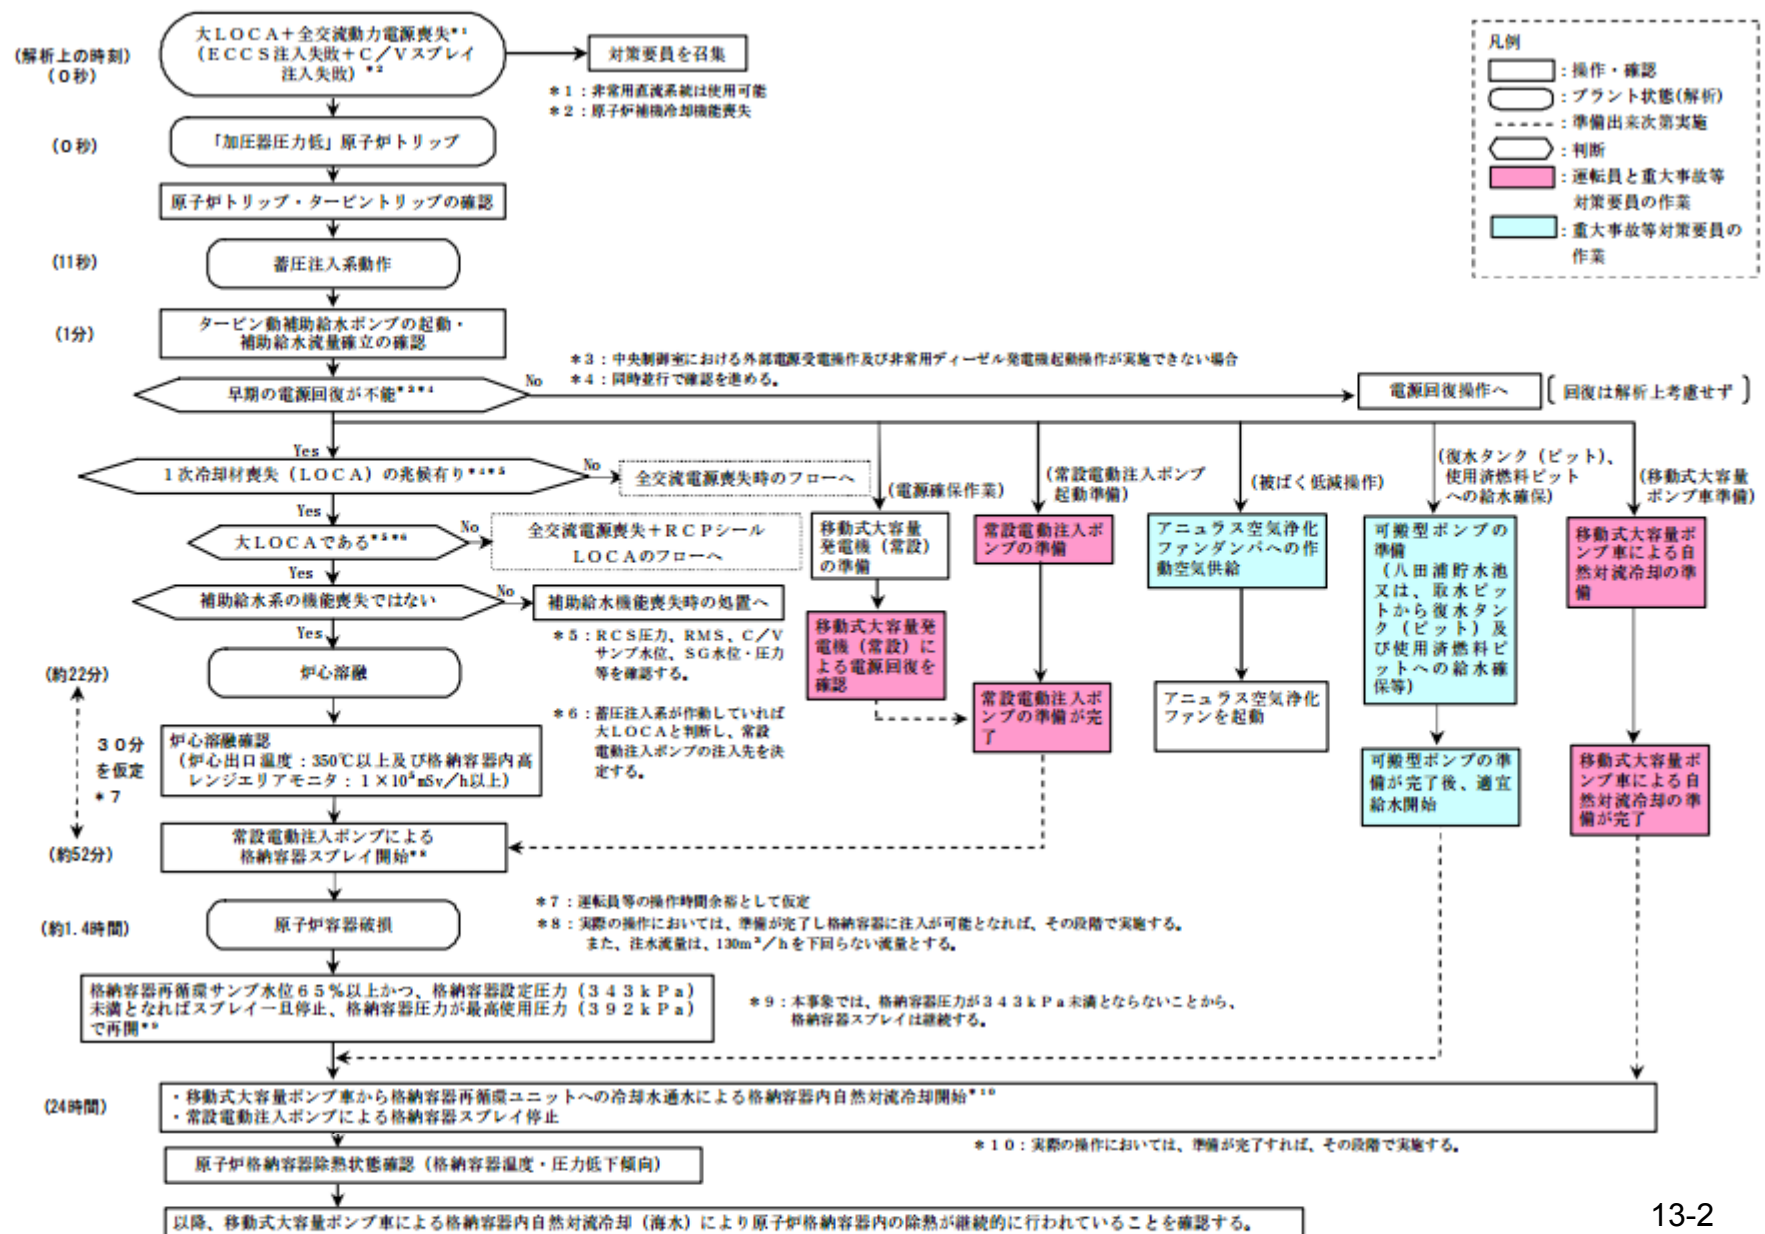 (解析上の時刻)
(０秒)
大ＬＯＣＡ＋全交流動力電源喪失*1
(ＥＣＣＳ注入失敗＋Ｃ／Ｖスプレイ
注入失敗) *2
対策要員を召集
*１：非常用直流系統は使用可能
*２：原子炉補機冷却機能喪失
凡例
：操作・確認
：プラント状態(解析)
：準備出来次第実施
：判断
：運転員と重大事故等
対策要員の作業
：重大事故等対策要員の
作業
(０秒)
「加圧器圧力低」原子炉トリップ
原子炉トリップ・タービントリップの確認
(11秒)
蓄圧注入系動作
(1分)
タービン動補助給水ポンプの起動・
補助給水流量確立の確認
*３：中央制御室における外部電源受電操作及び非常用ディーゼル発電機起動操作が実施できない場合
*４：同時並行で確認を進める。
早期の電源回復が不能*3*4
No
電源回復操作へ
〔回復は解析上考慮せず〕
Yes
１次冷却材喪失（ＬＯＣＡ）の兆候有り*4*5
No
全交流電源喪失時のフローへ
Yes
大ＬＯＣＡである*5*6
No
全交流電源喪失＋ＲＣＰシール
ＬＯＣＡのフローへ
Yes
補助給水系の機能喪失ではない
No
補助給水機能喪失時の処置へ
Yes
*５：ＲＣＳ圧力、ＲＭＳ、Ｃ／Ｖ
サンプ水位、ＳＧ水位・圧力
等を確認する。
(約22分)
炉心溶融
*６：蓄圧注入系が作動していれば
大ＬＯＣＡと判断し、常設
電動注入ポンプの注入先を決
定する。
３０分
を仮定
*７
炉心溶融確認
（炉心出口温度：350℃以上及び格納容器内高
レンジエリアモニタ：１×10⁵mSv/h以上）
(約52分)
常設電動注入ポンプによる
格納容器スプレイ開始*8
(電源確保作業)
移動式大容量
発電機（常設）
の準備
移動式大容量発
電機（常設）に
よる電源回復を
確認
(常設電動注入ポンプ
起動準備)
常設電動注入ポ
ンプの準備
常設電動注入ポ
ンプの準備が完
了
(被ばく低減操作)
アニュラス空気浄化
ファンダンパへの作
動空気供給
アニュラス空気浄化
ファンを起動
(復水タンク（ピット）、
使用済燃料ピット
への給水確保)
可搬型ポンプの
準備
（八田浦貯水池
又は、取水ピッ
トから復水タン
ク（ピット）及
び使用済燃料ピ
ットへの給水確
保等）
可搬型ポンプの準
備が完了後、適宜
給水開始
(移動式大容量
ポンプ車準備)
移動式大容量ポ
ンプ車による自
然対流冷却の準
備
移動式大容量ポ
ンプ車による自
然対流冷却の準
備が完了
(約1.4時間)
原子炉容器破損
*７：運転員等の操作時間余裕として仮定
*８：実際の操作においては、準備が完了し格納容器に注入が可能となれば、その段階で実施する。
また、注水流量は、130m³／hを下回らない流量とする。
格納容器再循環サンプ水位６５％以上かつ、格納容器設定圧力（３４３ｋＰａ）
未満となればスプレイ一旦停止、格納容器圧力が最高使用圧力（３９２ｋＰａ）
で再開*9
*９：本事象では、格納容器圧力が３４３ｋＰａ未満とならないことから、
格納容器スプレイは継続する。
(24時間)
・移動式大容量ポンプ車から格納容器再循環ユニットへの冷却水通水による格納容器内自然対流冷却開始*10
・常設電動注入ポンプによる格納容器スプレイ停止
*１０：実際の操作においては、準備が完了すれば、その段階で実施する。
原子炉格納容器除熱状態確認（格納容器温度・圧力低下傾向）
以降、移動式大容量ポンプ車による格納容器内自然対流冷却（海水）により原子炉格納容器内の除熱が継続的に行われていることを確認する。
13-2